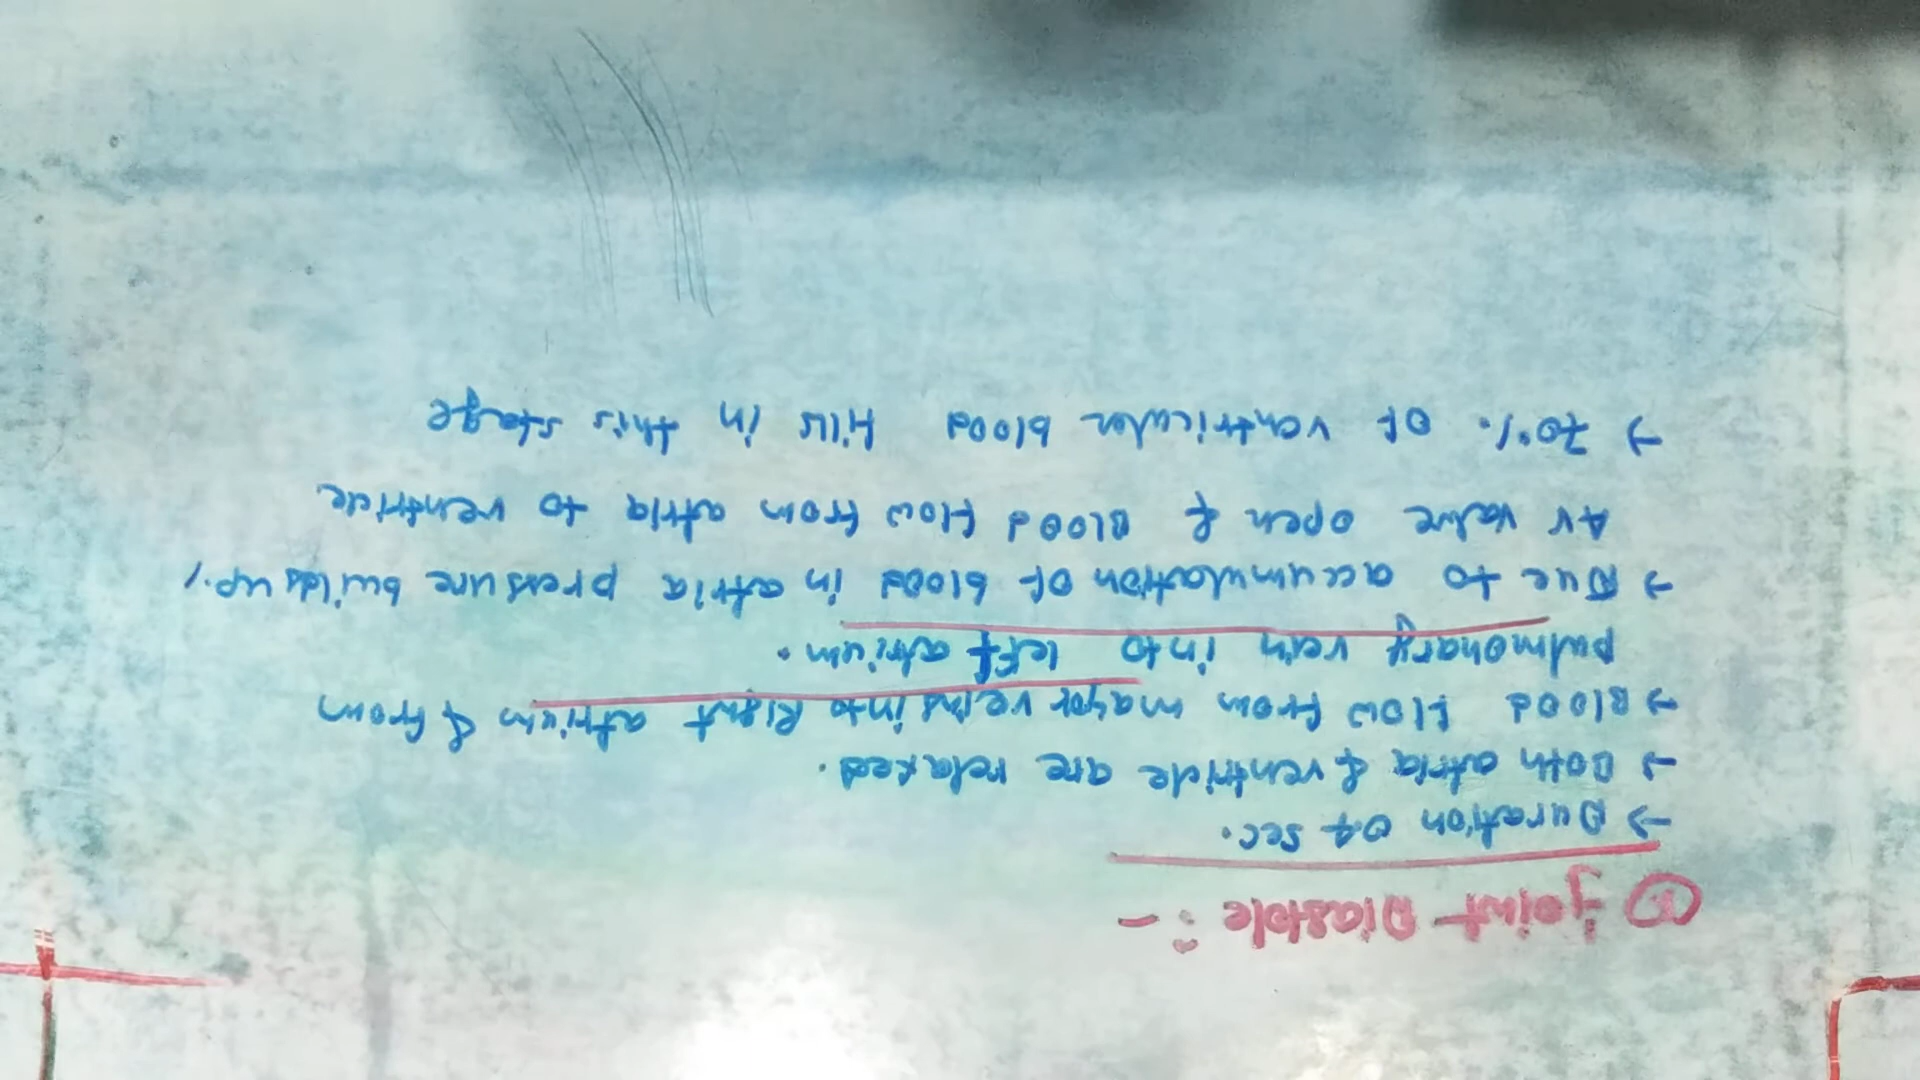 ① Joint Diastole :-
→ Duration 0.4 sec.
→ Both atria & ventricle are relaxed.
→ Blood flow from major veins into Right atrium & from
pulmonary vein into left atrium.
→ Due to accumulation of blood in atria pressure builds up,
AV valve open & Blood flow from atria to ventricle
→ 70%. of ventricular blood fills in this stage